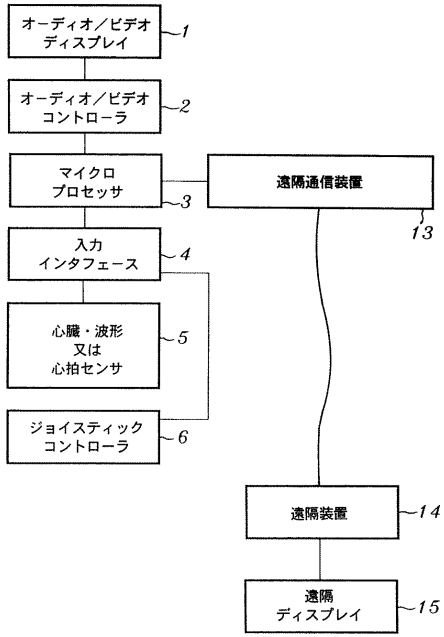 オーディオ／ビデオ
ディスプレイ
1
オーディオ／ビデオ
コントローラ
2
マイクロ
プロセッサ
3
遠隔通信装置
13
入力
インタフェース
4
心臓・波形
又は
心拍センサ
5
ジョイスティック
コントローラ
6
遠隔装置
14
遠隔
ディスプレイ
15